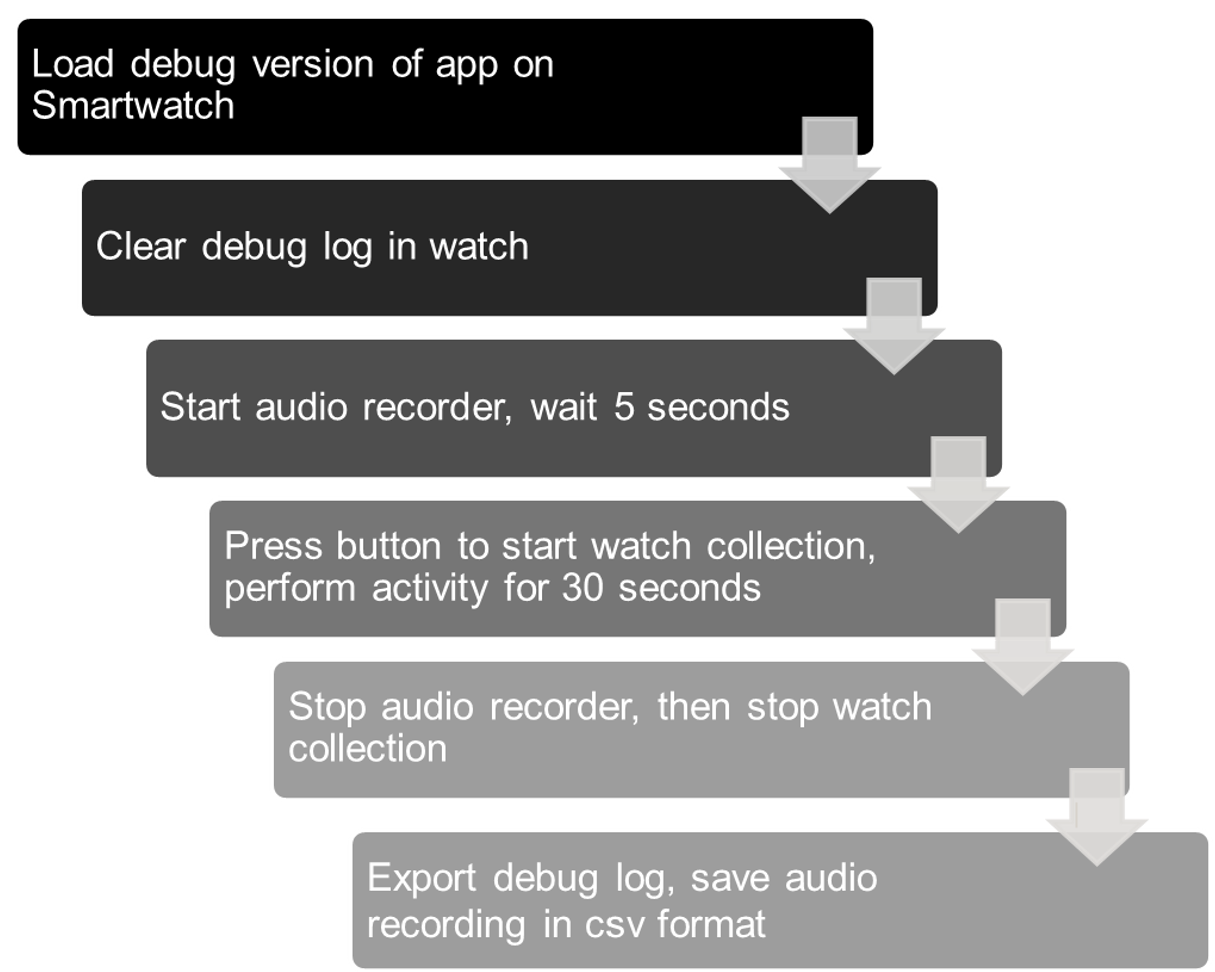 Load debug version of app on
Smartwatch
Clear debug log in watch
Start audio recorder, wait 5 seconds
Press button to start watch collection,
perform activity for 30 seconds
Stop audio recorder, then stop watch
collection
Export debug log, save audio
recording in csv format